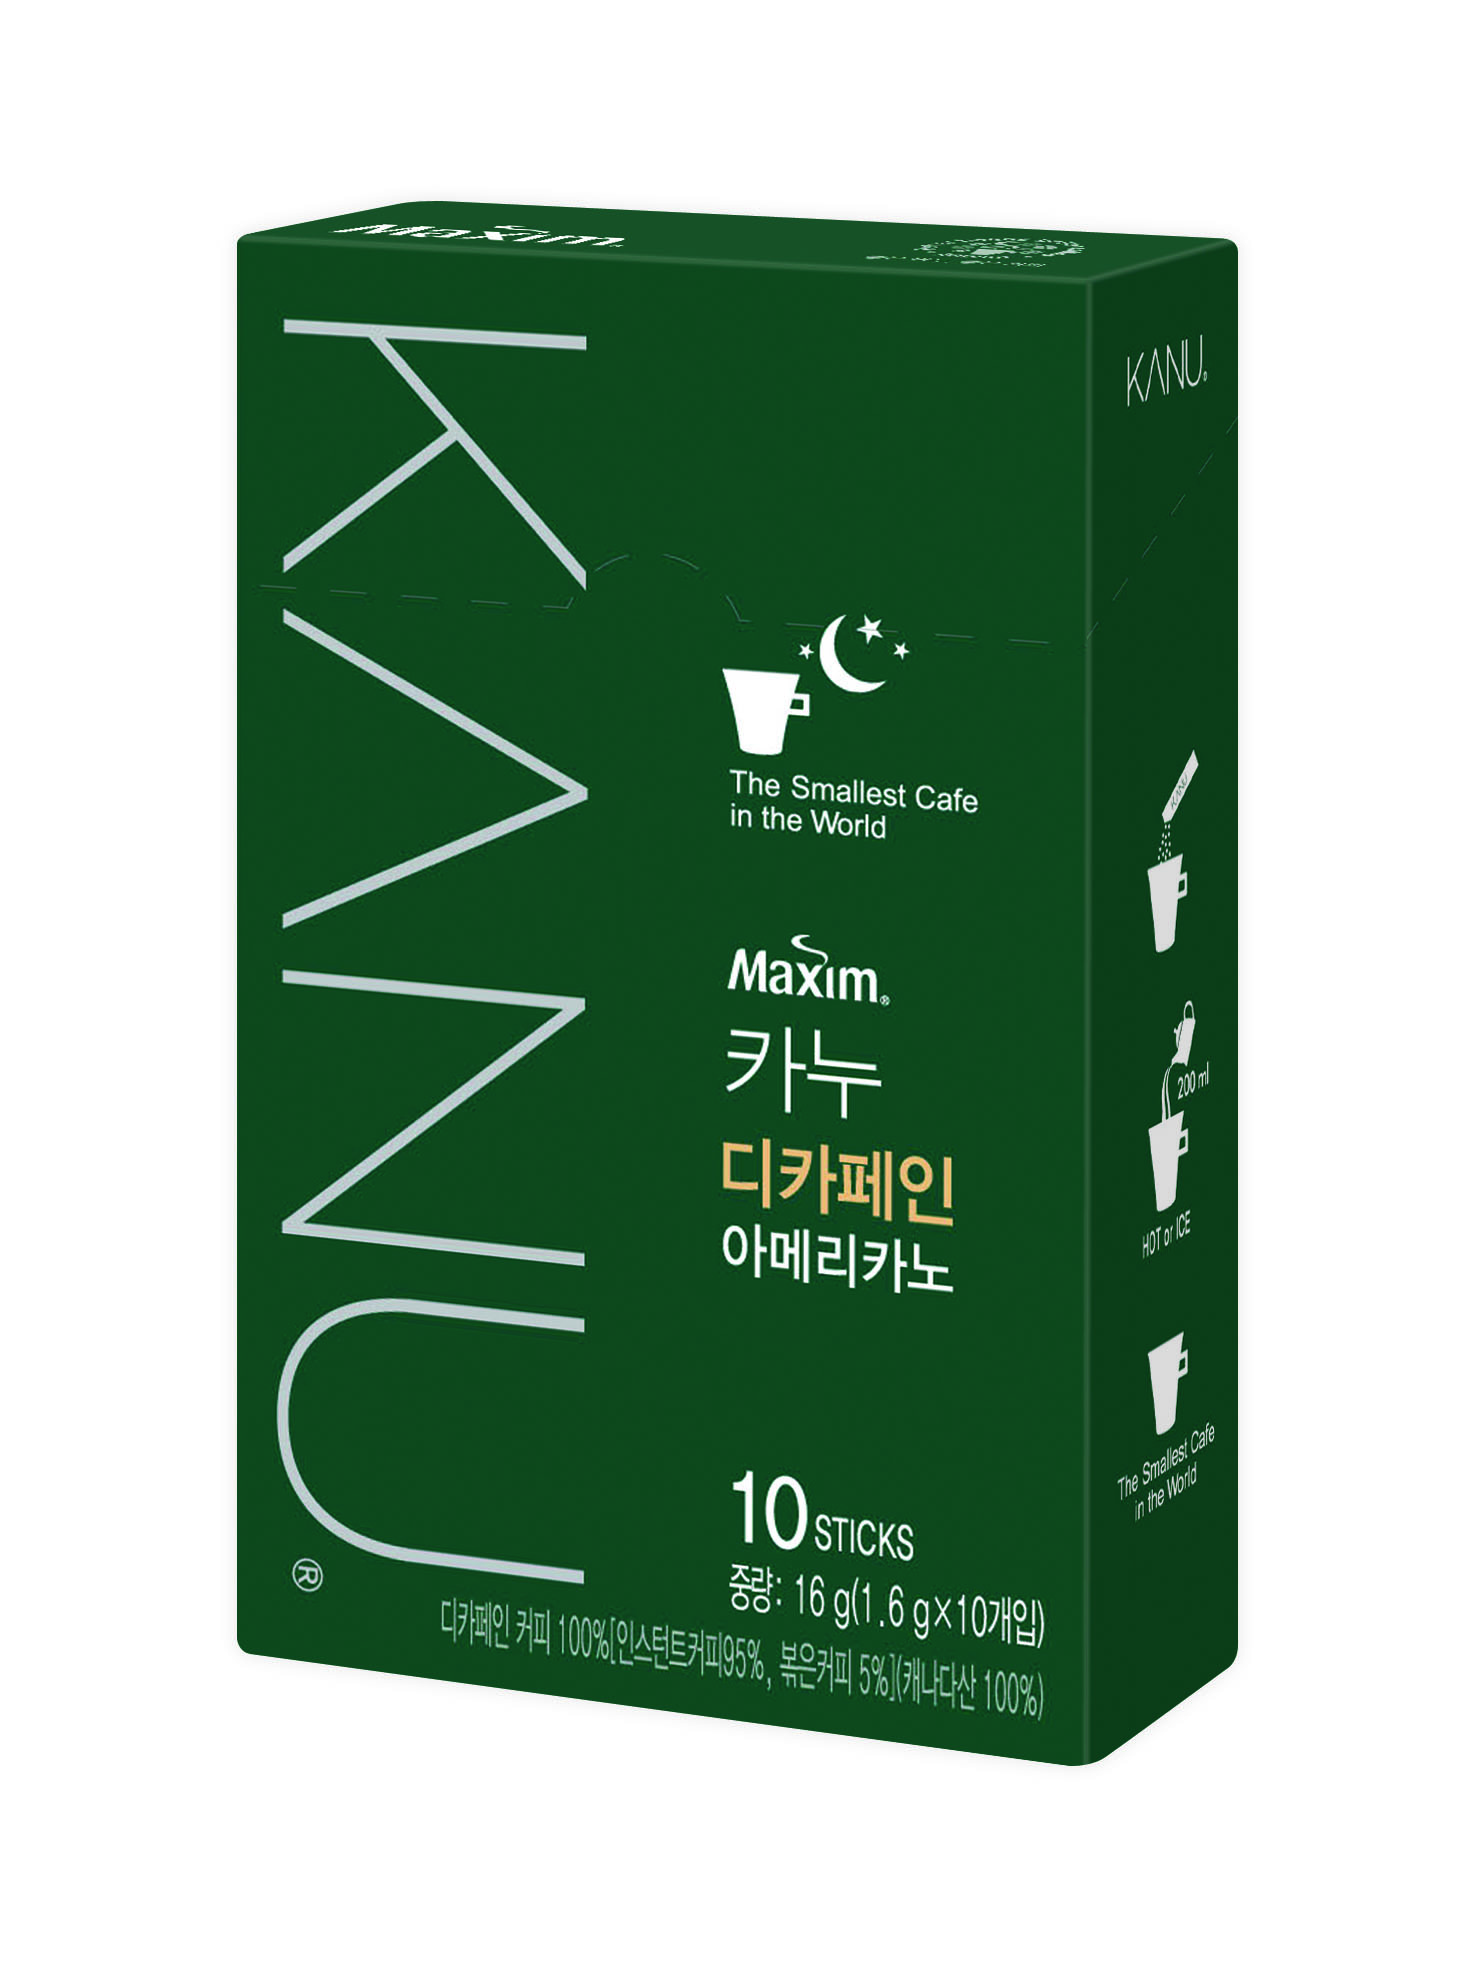 Maxim
KANU®
The Smallest Cafe
in the World
Maxim®
카누
디카페인
아메리카노
10 STICKS
중량: 16 g(1.6 g×10개입)
디카페인 커피 100%[인스턴트커피95%, 볶은커피 5%](캐나다산 100%)
KANU®
KANU
200 ml
HOT or ICE
The Smallest Cafe
in the World